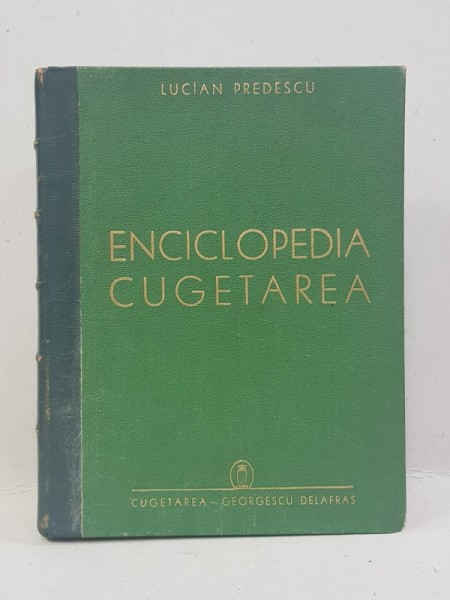 LUCIAN PREDESCU
ENCICLOPEDIA
CUGETAREA
CUGETAREA – GEORGESCU DELAFRAS